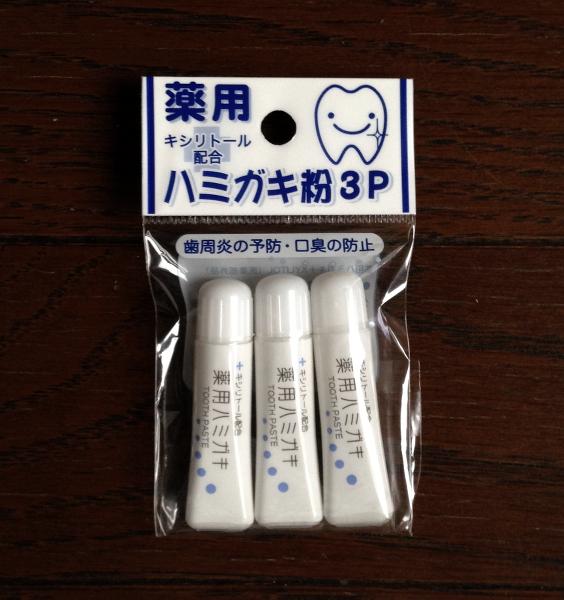 薬用
キシリトール
配合
ハミガキ粉3P
歯周炎の予防・口臭の防止
+キシリトール配合
薬用ハミガキ
TOOTH PASTE
+キシリトール配合
薬用ハミガキ
TOOTH PASTE
キシリトール配合
薬用ハミガキ
TOOTH PASTE